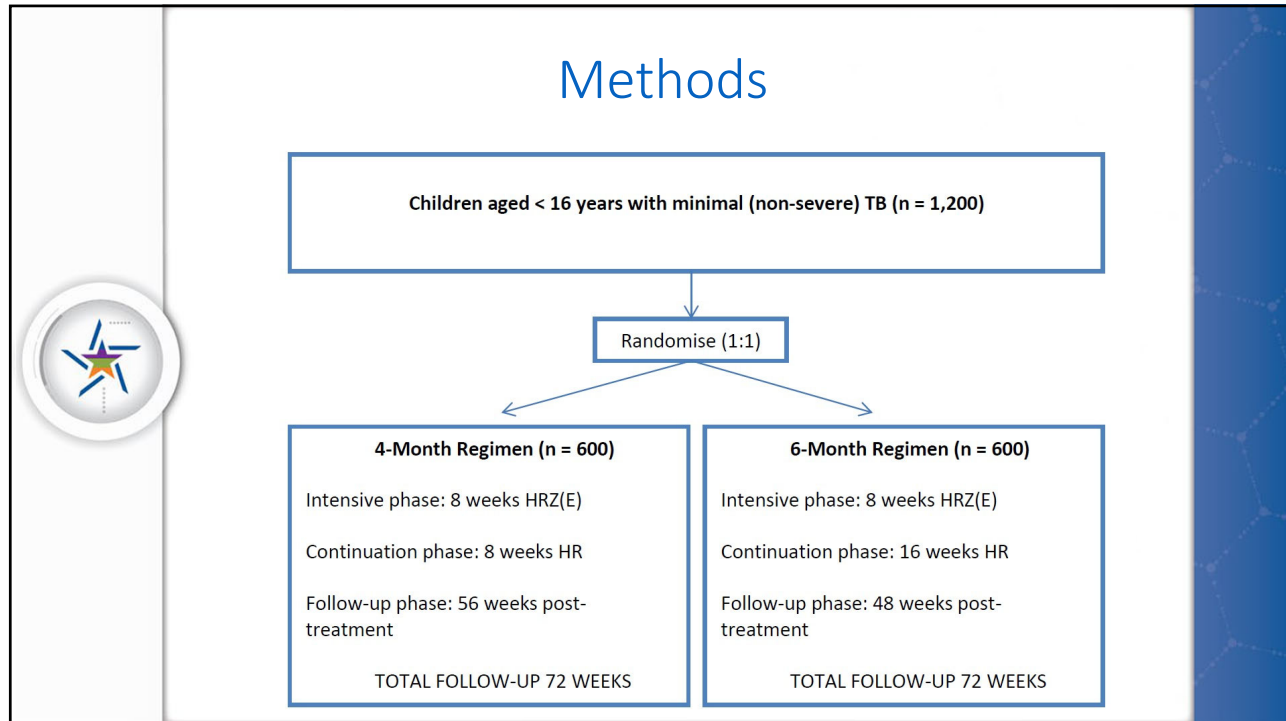 Methods
Children aged < 16 years with minimal (non-severe) TB (n = 1,200)
Randomise (1:1)
4-Month Regimen (n = 600)
Intensive phase: 8 weeks HRZ(E)
Continuation phase: 8 weeks HR
Follow-up phase: 56 weeks post-
treatment
TOTAL FOLLOW-UP 72 WEEKS
6-Month Regimen (n = 600)
Intensive phase: 8 weeks HRZ(E)
Continuation phase: 16 weeks HR
Follow-up phase: 48 weeks post-
treatment
TOTAL FOLLOW-UP 72 WEEKS